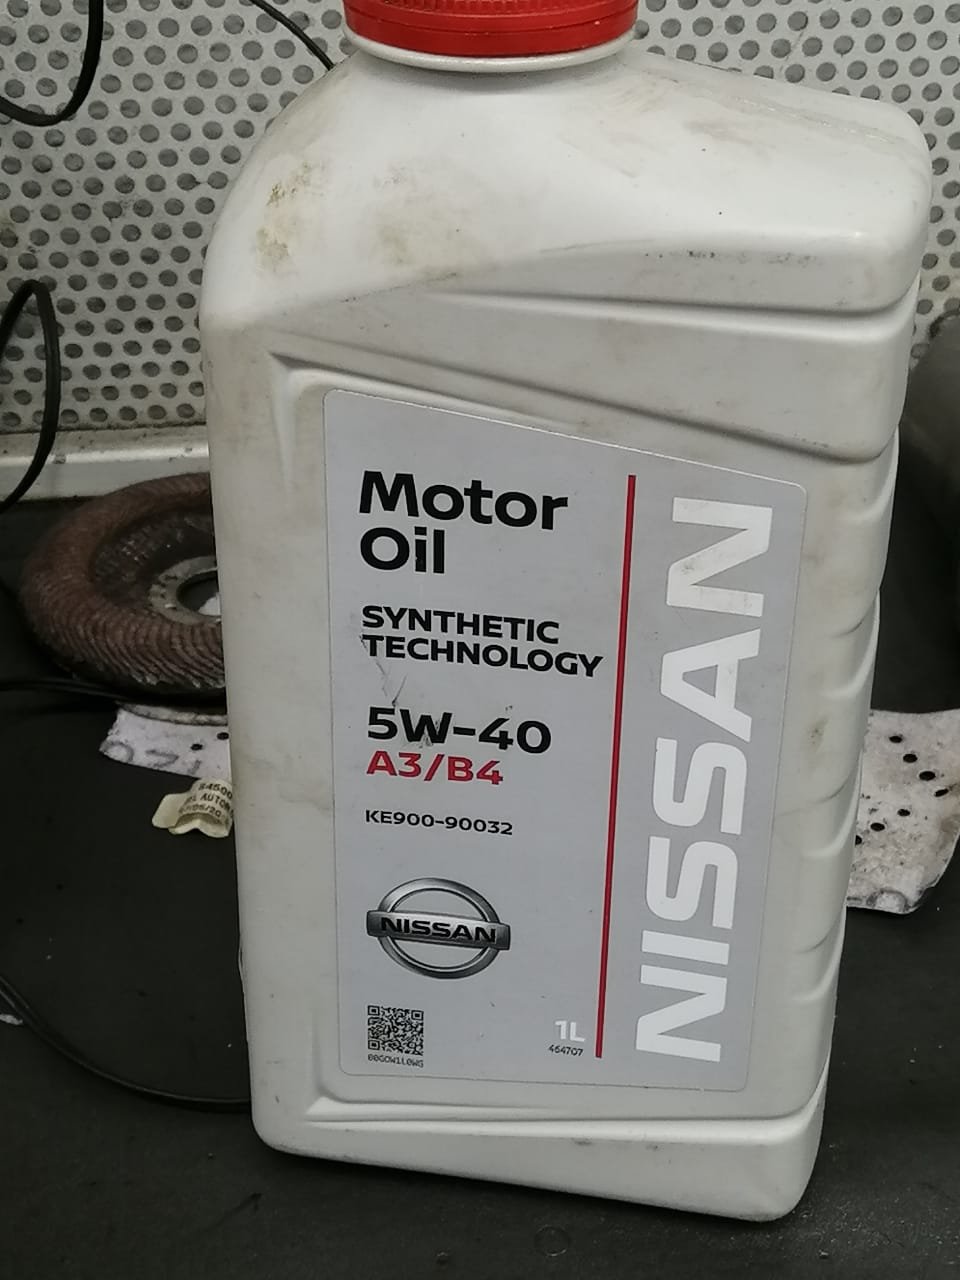 Motor
Oil
SYNTHETIC
TECHNOLOGY
5W-40
A3/B4
KE900-90032
NISSAN
1L
464707
NISSAN